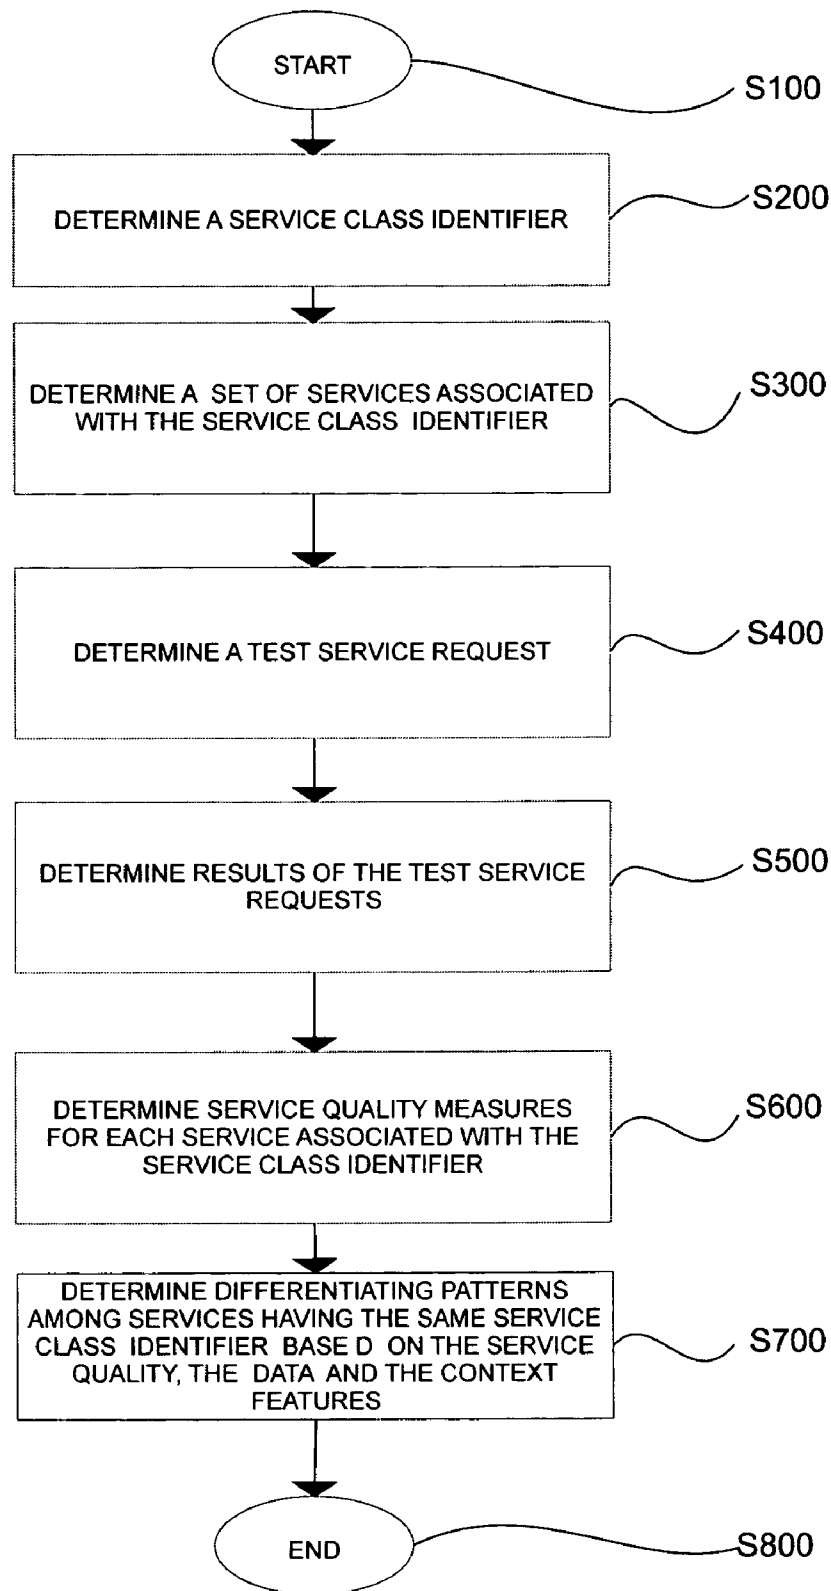 START
S100
DETERMINE A SERVICE CLASS IDENTIFIER
S200
DETERMINE A SET OF SERVICES ASSOCIATED
WITH THE SERVICE CLASS IDENTIFIER
S300
DETERMINE A TEST SERVICE REQUEST
S400
DETERMINE RESULTS OF THE TEST SERVICE
REQUESTS
S500
DETERMINE SERVICE QUALITY MEASURES
FOR EACH SERVICE ASSOCIATED WITH THE
SERVICE CLASS IDENTIFIER
S600
DETERMINE DIFFERENTIATING PATTERNS
AMONG SERVICES HAVING THE SAME SERVICE
CLASS IDENTIFIER BASE D ON THE SERVICE
QUALITY, THE DATA AND THE CONTEXT
FEATURES
S700
END
S800